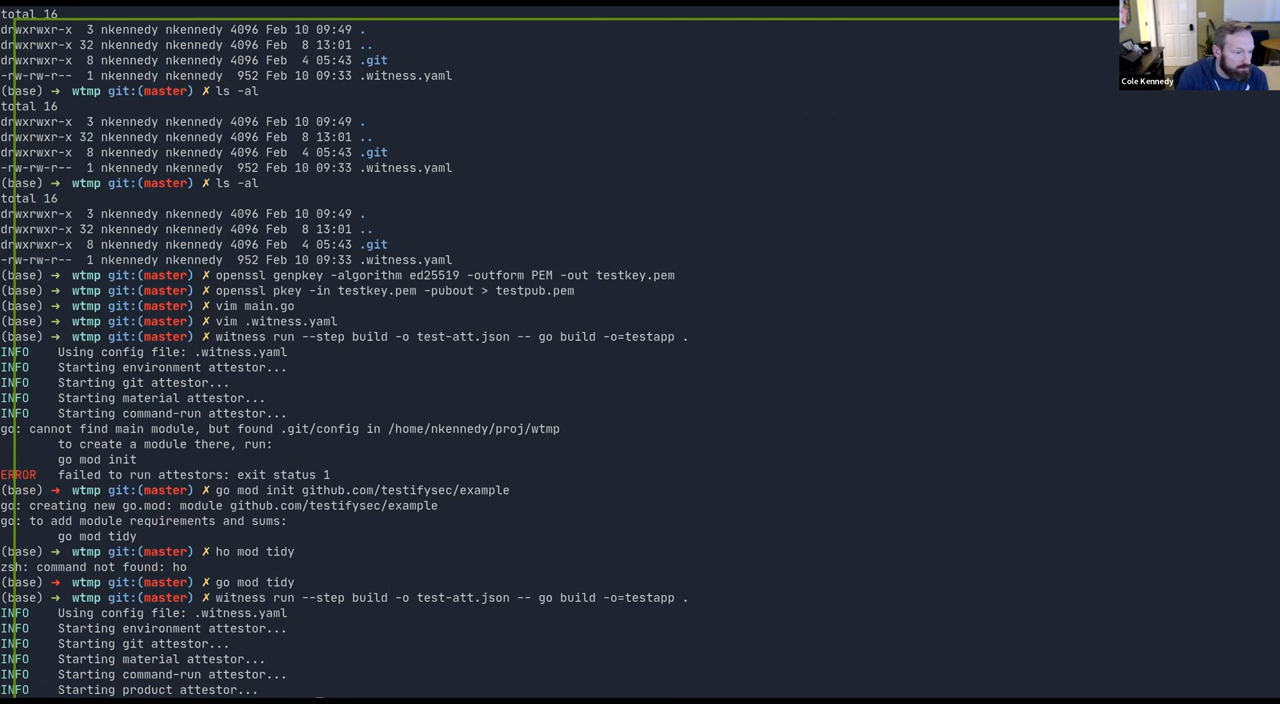 total 16
drwxrwxr-x  3 nkennedy nkennedy 4096 Feb 10 09:49 .
drwxrwxr-x 32 nkennedy nkennedy 4096 Feb  8 13:01 ..
drwxrwxr-x  8 nkennedy nkennedy 4096 Feb  4 05:43 .git
-rw-rw-r--  1 nkennedy nkennedy  952 Feb 10 09:33 .witness.yaml
(base) ➜  wtmp git:(master) ✗ ls -al
total 16
drwxrwxr-x  3 nkennedy nkennedy 4096 Feb 10 09:49 .
drwxrwxr-x 32 nkennedy nkennedy 4096 Feb  8 13:01 ..
drwxrwxr-x  8 nkennedy nkennedy 4096 Feb  4 05:43 .git
-rw-rw-r--  1 nkennedy nkennedy  952 Feb 10 09:33 .witness.yaml
(base) ➜  wtmp git:(master) ✗ ls -al
total 16
drwxrwxr-x  3 nkennedy nkennedy 4096 Feb 10 09:49 .
drwxrwxr-x 32 nkennedy nkennedy 4096 Feb  8 13:01 ..
drwxrwxr-x  8 nkennedy nkennedy 4096 Feb  4 05:43 .git
-rw-rw-r--  1 nkennedy nkennedy  952 Feb 10 09:33 .witness.yaml
(base) ➜  wtmp git:(master) ✗ openssl genpkey -algorithm ed25519 -outform PEM -out testkey.pem
(base) ➜  wtmp git:(master) ✗ openssl pkey -in testkey.pem -pubout > testpub.pem
(base) ➜  wtmp git:(master) ✗ vim main.go
(base) ➜  wtmp git:(master) ✗ vim .witness.yaml
(base) ➜  wtmp git:(master) ✗ witness run --step build -o test-att.json -- go build -o=testapp .
INFO    Using config file: .witness.yaml
INFO    Starting environment attestor...
INFO    Starting git attestor...
INFO    Starting material attestor...
INFO    Starting command-run attestor...
go: cannot find main module, but found .git/config in /home/nkennedy/proj/wtmp
        to create a module there, run:
        go mod init
ERROR   failed to run attestors: exit status 1
(base) ➜  wtmp git:(master) ✗ go mod init github.com/testifysec/example
go: creating new go.mod: module github.com/testifysec/example
go: to add module requirements and sums:
        go mod tidy
(base) ➜  wtmp git:(master) ✗ ho mod tidy
zsh: command not found: ho
(base) ➜  wtmp git:(master) ✗ go mod tidy
(base) ➜  wtmp git:(master) ✗ witness run --step build -o test-att.json -- go build -o=testapp .
INFO    Using config file: .witness.yaml
INFO    Starting environment attestor...
INFO    Starting git attestor...
INFO    Starting material attestor...
INFO    Starting command-run attestor...
INFO    Starting product attestor...
Cole Kennedy